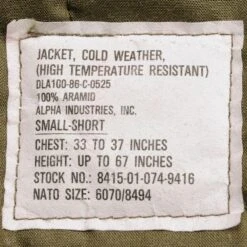 JACKET, COLD WEATHER,
(HIGH TEMPERATURE RESISTANT)
DLA100-86-C-0525
100% ARAMID
ALPHA INDUSTRIES, INC.
SMALL-SHORT
CHEST: 33 TO 37 INCHES
HEIGHT: UP TO 67 INCHES
STOCK NO.: 8415-01-074-9416
NATO SIZE: 6070/8494